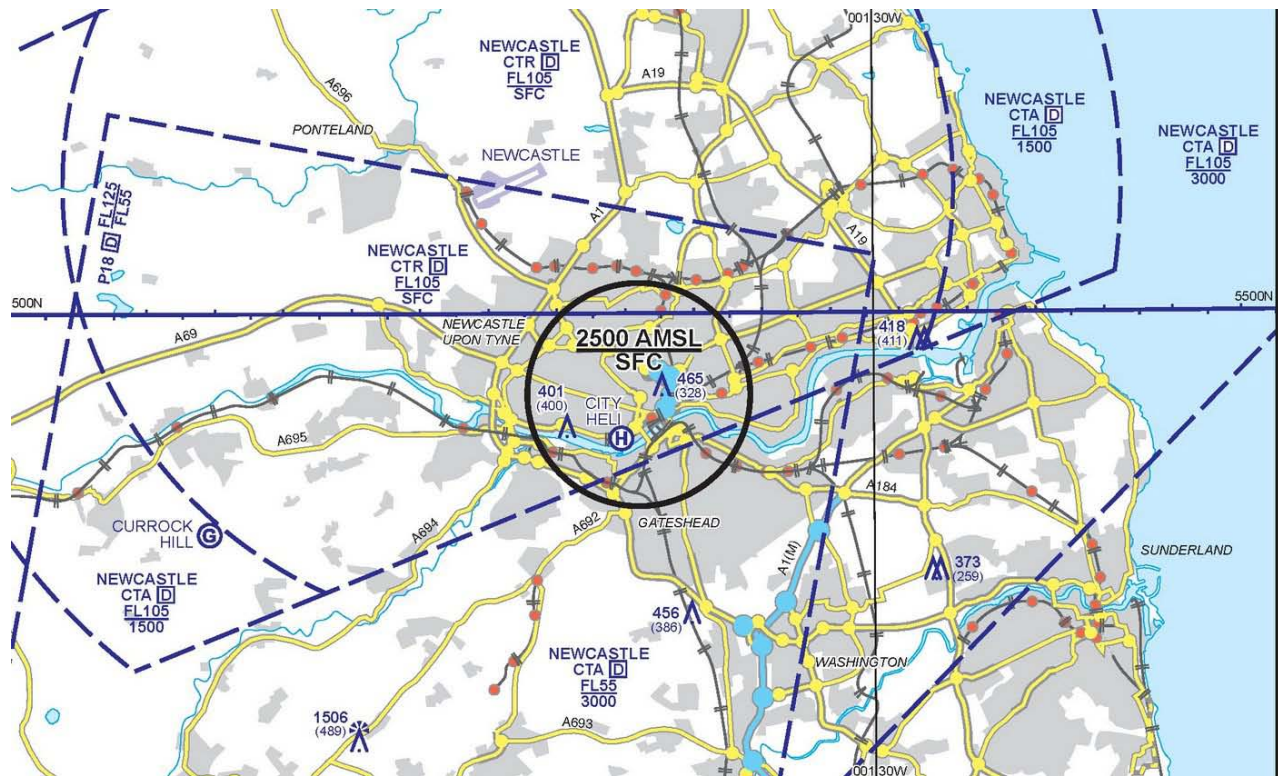 001 30W
NEWCASTLE
CTR D
FL105
SFC
A19
A696
NEWCASTLE
CTA D
FL105
1500
NEWCASTLE
CTA D
FL105
3000
PONTELAND
NEWCASTLE
A1
A19
P18 D FL125
FL55
NEWCASTLE
CTR D
FL105
SFC
500N
5500N
A69
NEWCASTLE
UPON TYNE
2500 AMSL
SFC
418
(411)
465
(328)
401
(400)
CITY
HELI
H
A695
A184
CURROCK
HILL
G
A694
A692
GATESHEAD
A1(M)
SUNDERLAND
373
(259)
NEWCASTLE
CTA D
FL105
1500
456
(386)
NEWCASTLE
CTA D
FL55
3000
WASHINGTON
1506
(489)
A693
001 30W